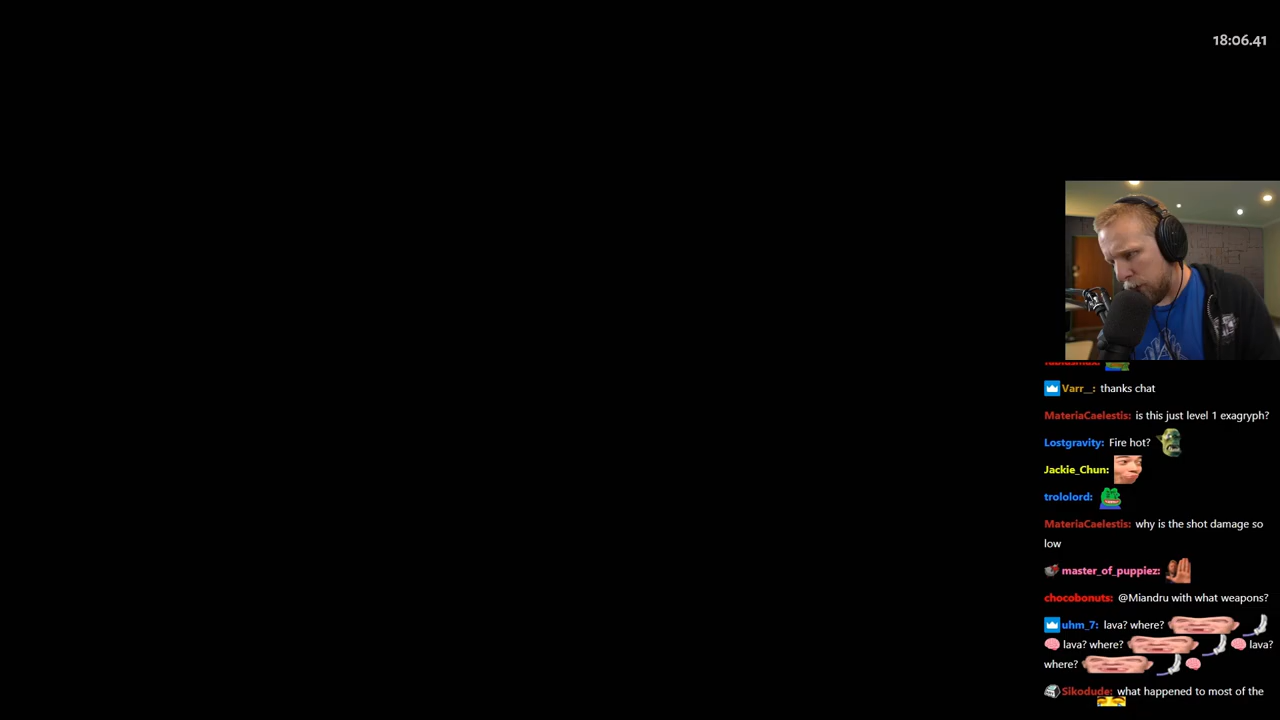 18:06.41
Varr__: thanks chat
MateriaCaelestis: is this just level 1 exagryph?
Lostgravity: Fire hot?
Jackie_Chun:
trololord:
MateriaCaelestis: why is the shot damage so
low
master_of_puppiez:
chocobonuts: @Miandru with what weapons?
uhm_7: lava? where?
lava? where? lava?
where?
Sikodude: what happened to most of the